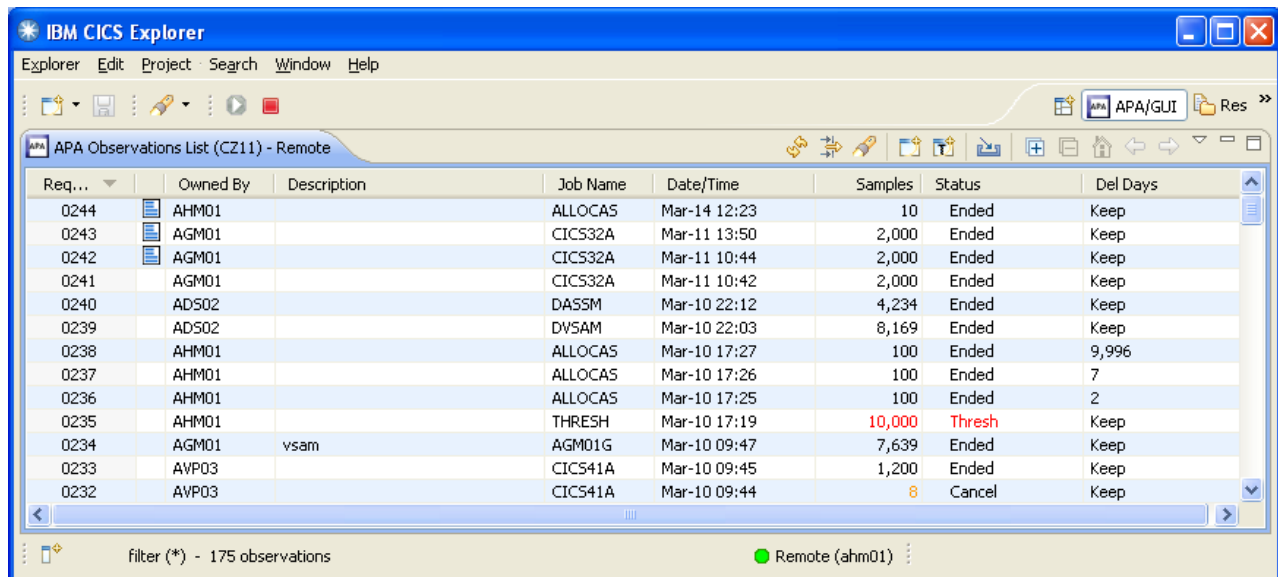 IBM CICS Explorer
Explorer Edit Project Search Window Help
APA APA/GUI Res »
APA APA Observations List (CZ11) - Remote
Req... Owned By Description Job Name Date/Time Samples Status Del Days
0244 AHM01 ALLOCAS Mar-14 12:23 10 Ended Keep
0243 AGM01 CICS32A Mar-11 13:50 2,000 Ended Keep
0242 AGM01 CICS32A Mar-11 10:44 2,000 Ended Keep
0241 AGM01 CICS32A Mar-11 10:42 2,000 Ended Keep
0240 ADS02 DASSM Mar-10 22:12 4,234 Ended Keep
0239 ADS02 DVSAM Mar-10 22:03 8,169 Ended Keep
0238 AHM01 ALLOCAS Mar-10 17:27 100 Ended 9,996
0237 AHM01 ALLOCAS Mar-10 17:26 100 Ended 7
0236 AHM01 ALLOCAS Mar-10 17:25 100 Ended 2
0235 AHM01 THRESH Mar-10 17:19 10,000 Thresh Keep
0234 AGM01 vsam AGM01G Mar-10 09:47 7,639 Ended Keep
0233 AVP03 CICS41A Mar-10 09:45 1,200 Ended Keep
0232 AVP03 CICS41A Mar-10 09:44 8 Cancel Keep
filter (*) - 175 observations Remote (ahm01)